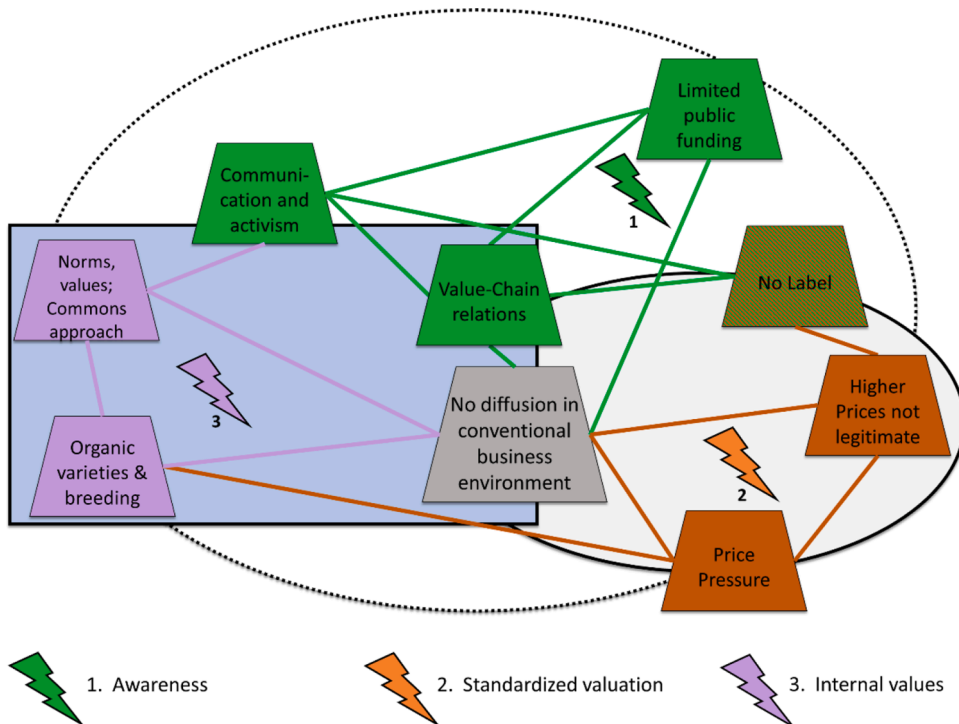 Limited
public
funding
Communi-
cation and
activism
1
Norms,
values;
Commons
approach
Value-Chain
relations
No Label
3
No diffusion in
conventional
business
environment
Higher
Prices not
legitimate
Organic
varieties &
breeding
2
Price
Pressure
1. Awareness
2. Standardized valuation
3. Internal values